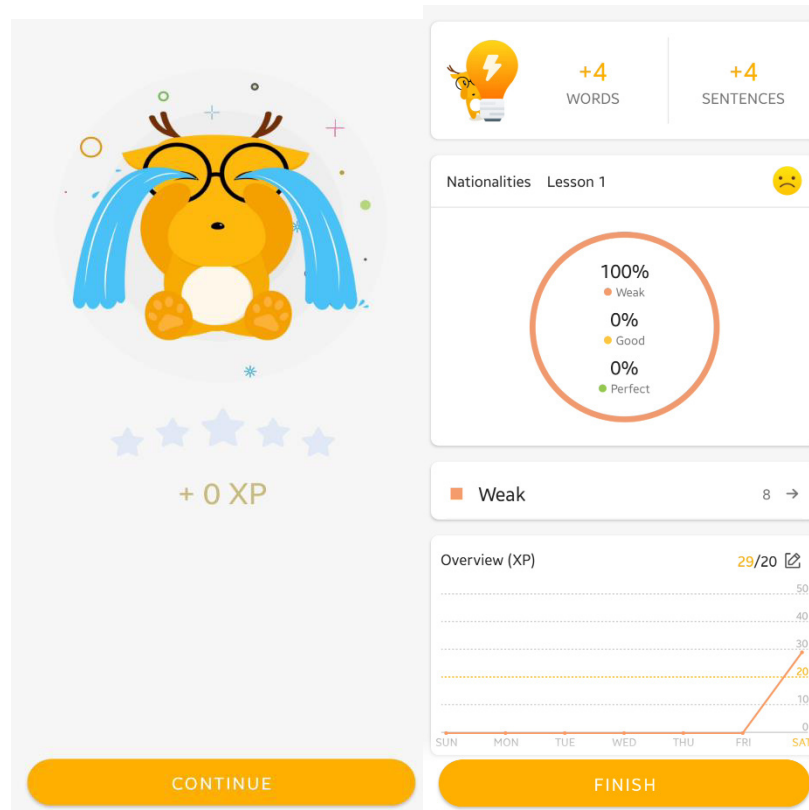 + 0 XP
CONTINUE
+4
WORDS
+4
SENTENCES
Nationalities Lesson 1
100%
Weak
0%
Good
0%
Perfect
Weak 8
Overview (XP) 29/20
50
40
30
20
10
0
SUN MON TUE WED THU FRI SAT
FINISH